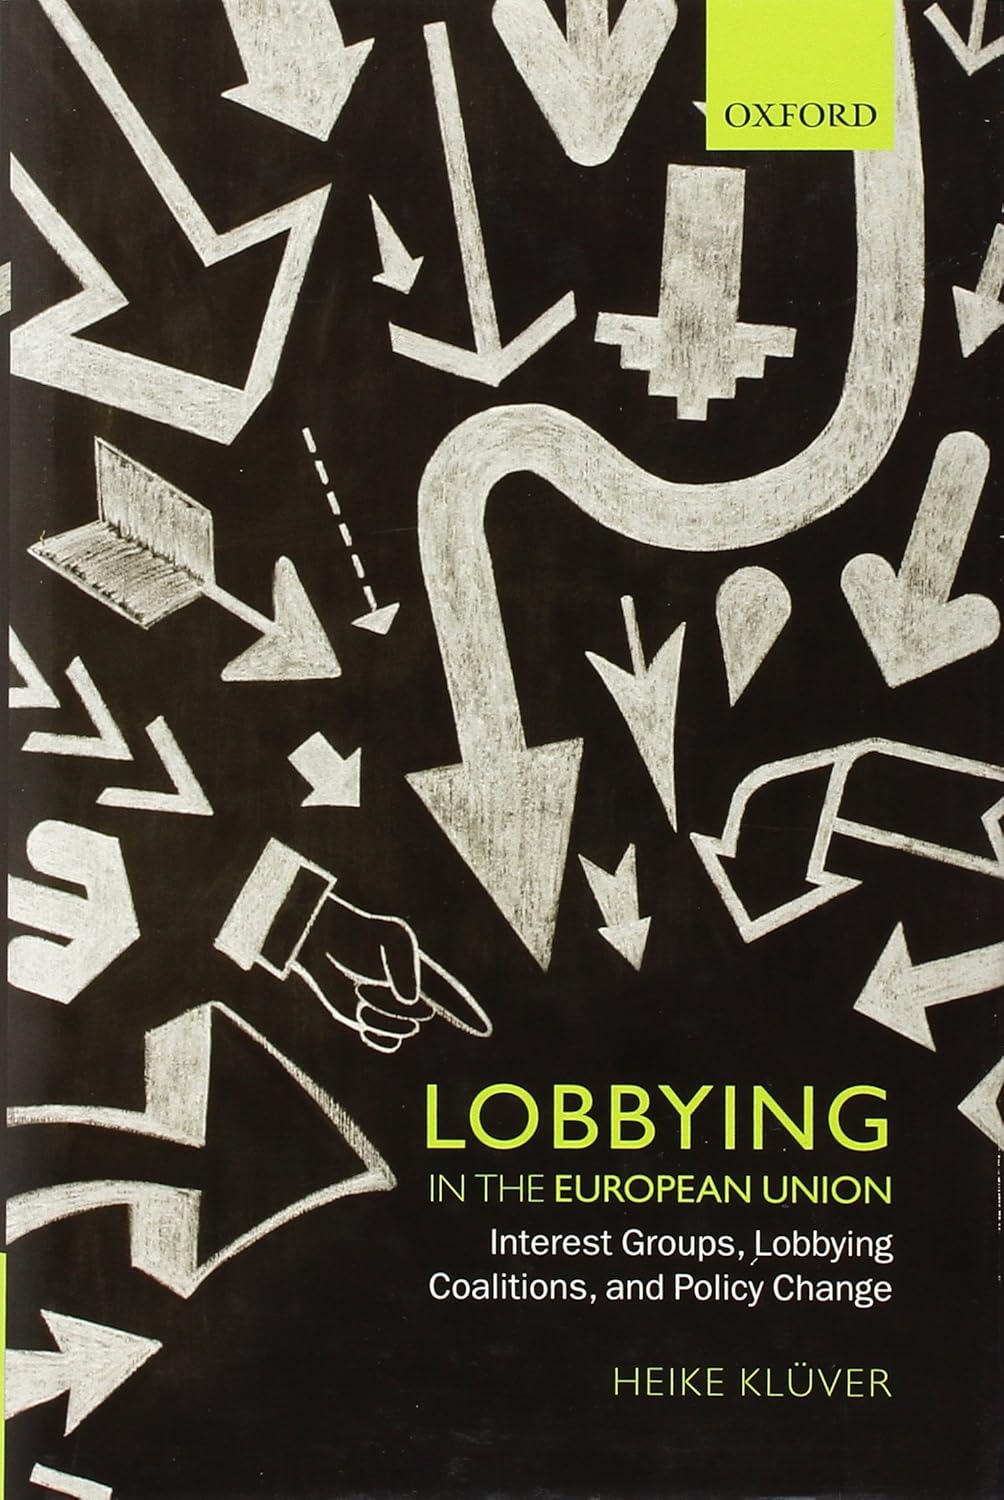 OXFORD
LOBBYING
IN THE EUROPEAN UNION
Interest Groups, Lobbying
Coalitions, and Policy Change
HEIKE KLÜVER